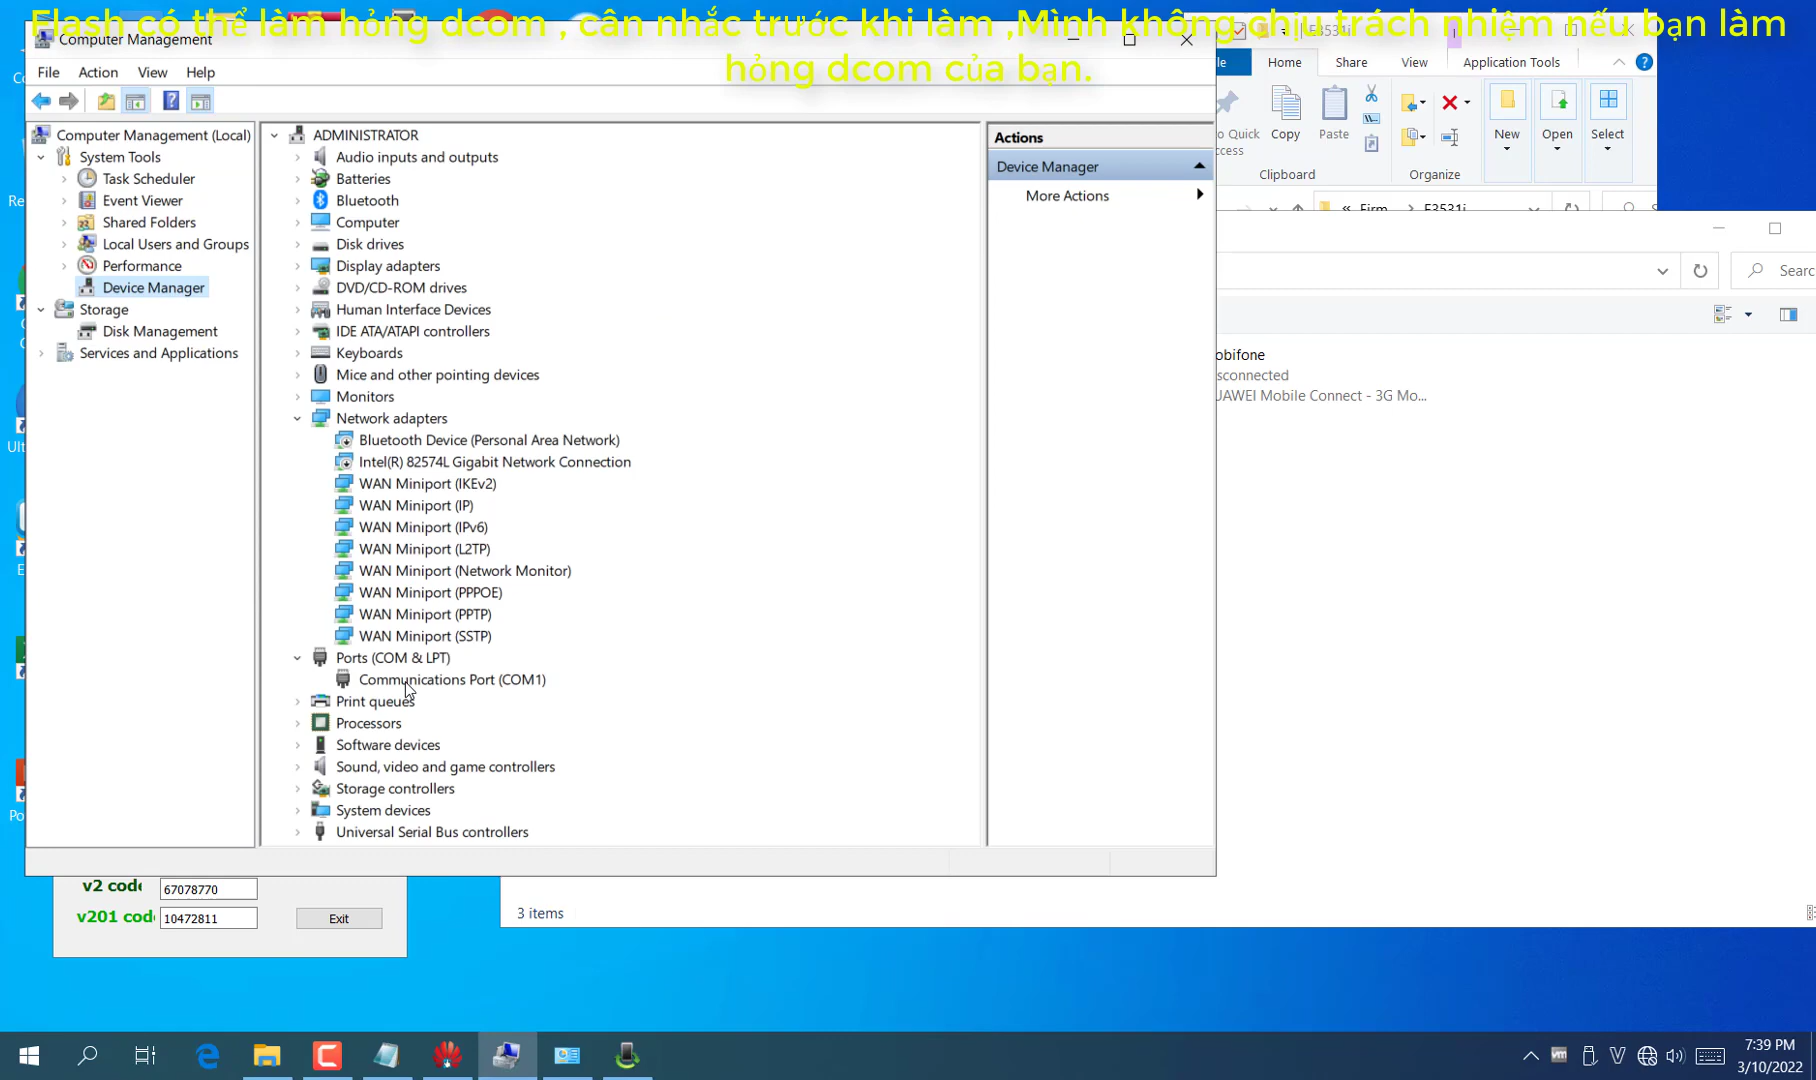 Flash có thể làm hỏng dcom , cân nhắc trước khi làm ,Mình không chịu trách nhiệm nếu bạn làm
hỏng dcom của bạn.
Computer Management
File Action View Help
Computer Management (Local)
System Tools
Task Scheduler
Event Viewer
Shared Folders
Local Users and Groups
Performance
Device Manager
Storage
Disk Management
Services and Applications
ADMINISTRATOR
Audio inputs and outputs
Batteries
Bluetooth
Computer
Disk drives
Display adapters
DVD/CD-ROM drives
Human Interface Devices
IDE ATA/ATAPI controllers
Keyboards
Mice and other pointing devices
Monitors
Network adapters
Bluetooth Device (Personal Area Network)
Intel(R) 82574L Gigabit Network Connection
WAN Miniport (IKEv2)
WAN Miniport (IP)
WAN Miniport (IPv6)
WAN Miniport (L2TP)
WAN Miniport (Network Monitor)
WAN Miniport (PPPOE)
WAN Miniport (PPTP)
WAN Miniport (SSTP)
Ports (COM & LPT)
Communications Port (COM1)
Print queues
Processors
Software devices
Sound, video and game controllers
Storage controllers
System devices
Universal Serial Bus controllers
Actions
Device Manager
More Actions
Home Share View Application Tools
Quick
Copy Paste New Open Select
Clipboard Organize
« Firm › E3531i
Searc
obifone
sconnected
UAWEI Mobile Connect - 3G Mo...
v2 code 67078770
v201 cod 10472811 Exit
3 items
7:39 PM
3/10/2022